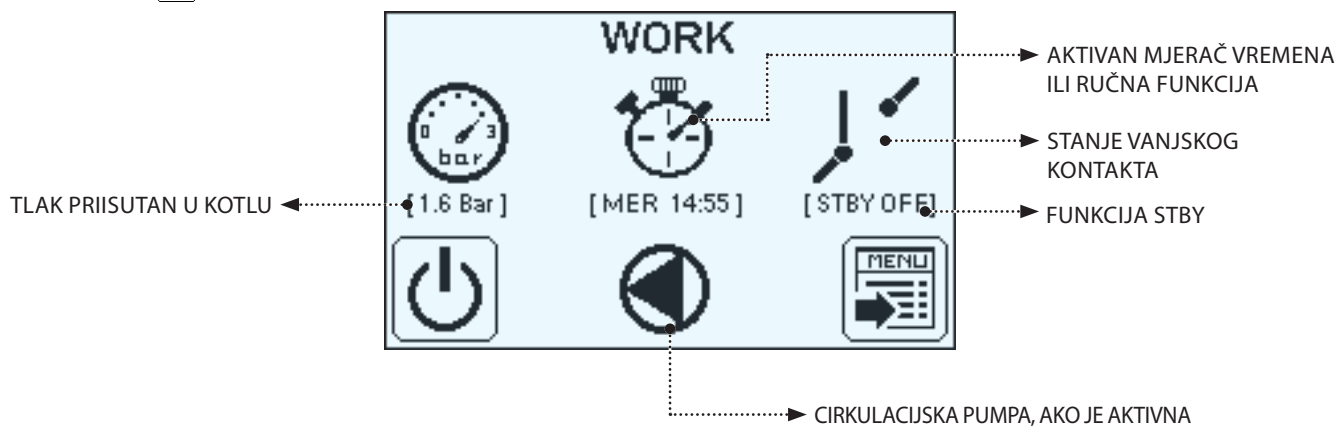 WORK
AKTIVAN MJERAČ VREMENA
ILI RUČNA FUNKCIJA
0 3
bar
STANJE VANJSKOG
KONTAKTA
TLAK PRIISUTAN U KOTLU
[1.6 Bar]
[MER 14:55]
[STBY OFF]
FUNKCIJA STBY
MENU
CIRKULACIJSKA PUMPA, AKO JE AKTIVNA